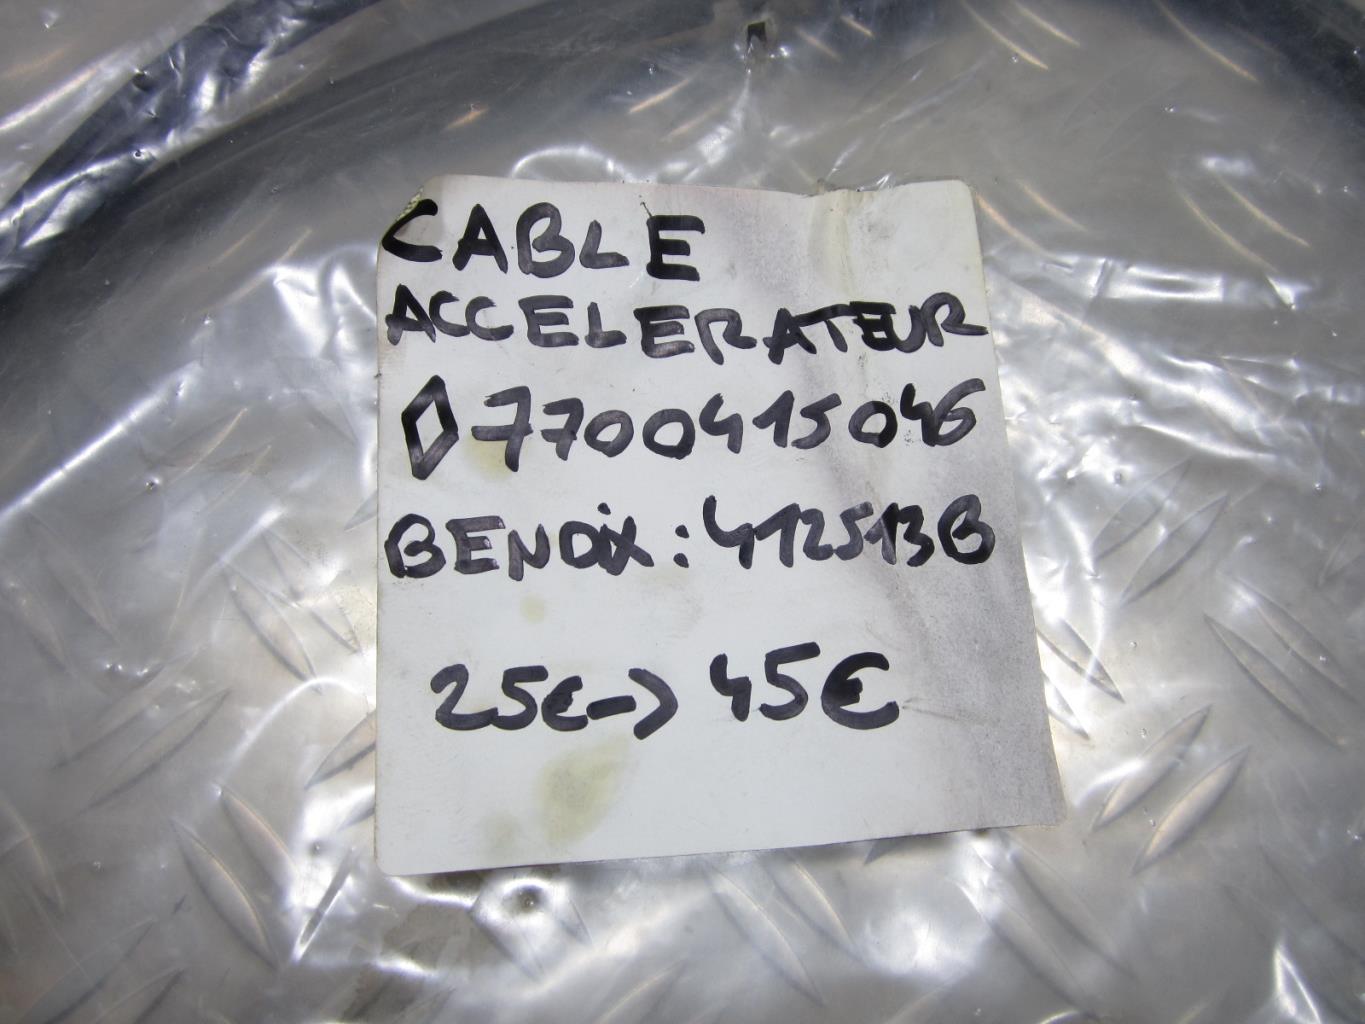 CABLE
ACCELERATEUR
◊ 7700415046
BENDIX : 412513B
25€ -> 45€